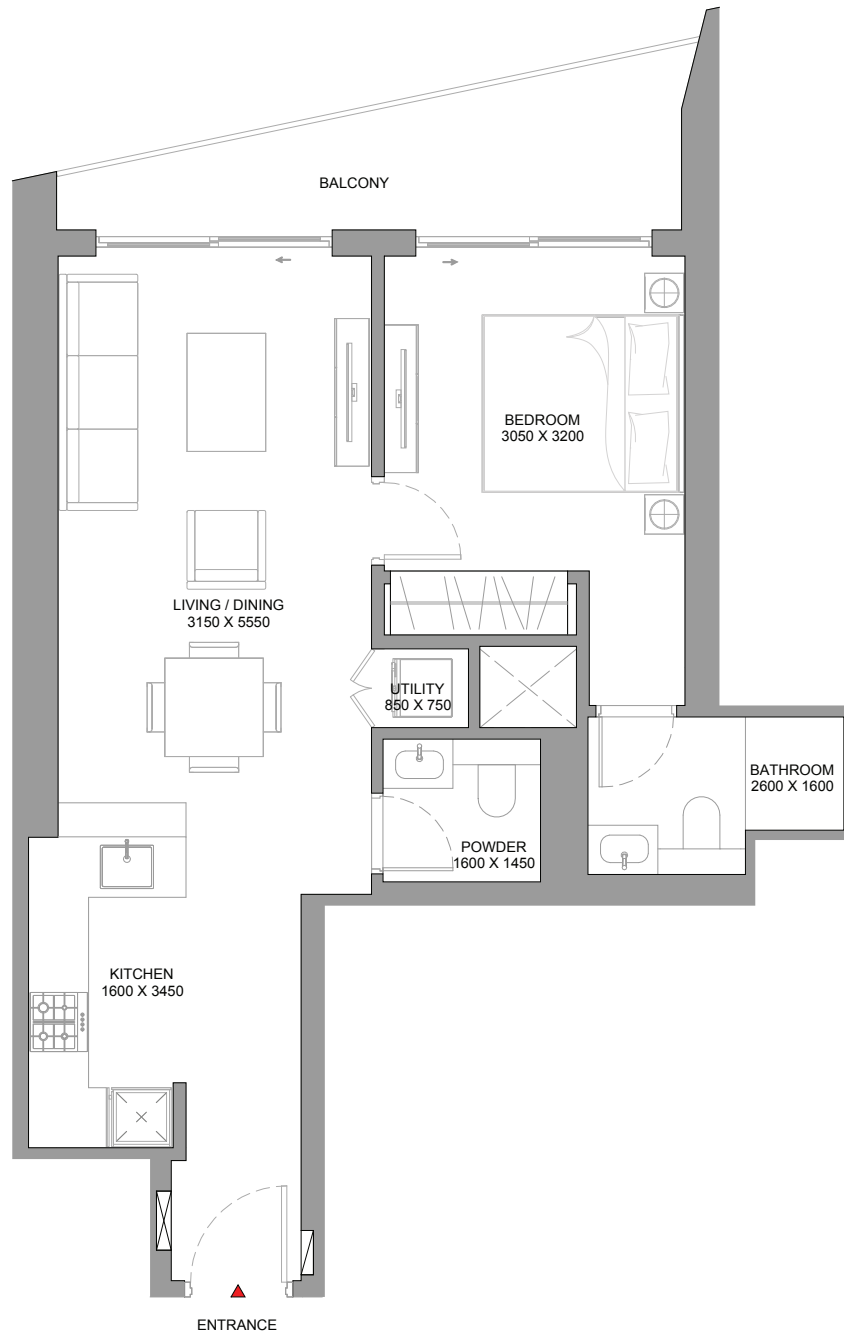 BALCONY
BEDROOM
3050 X 3200
LIVING / DINING
3150 X 5550
UTILITY
850 X 750
BATHROOM
2600 X 1600
POWDER
1600 X 1450
KITCHEN
1600 X 3450
ENTRANCE